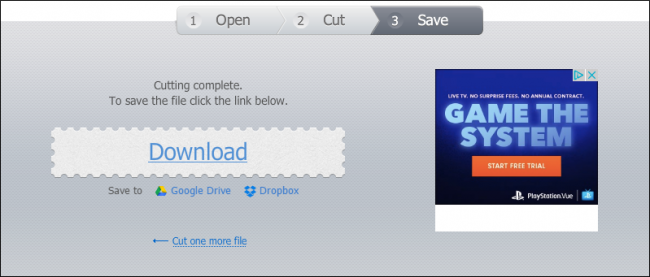 1 Open 2 Cut 3 Save
Cutting complete.
To save the file click the link below.
Download
Save to Google Drive Dropbox
← Cut one more file
LIVE TV. NO SURPRISE FEES. NO ANNUAL CONTRACT.
GAME THE
SYSTEM
START FREE TRIAL
PlayStation.Vue